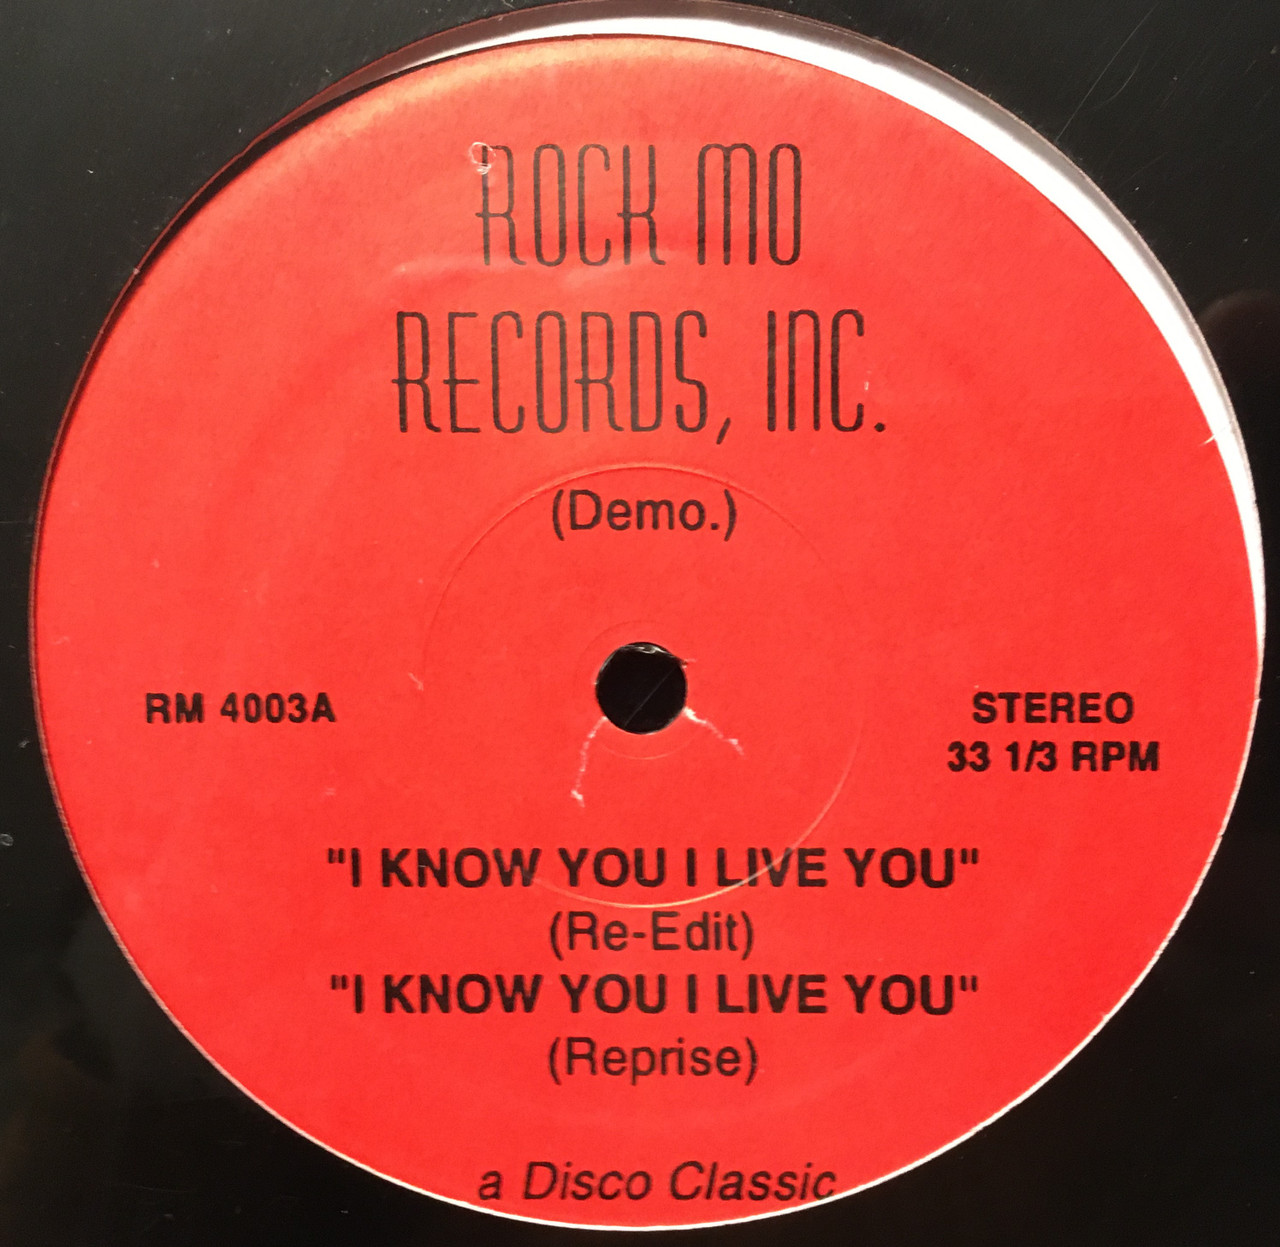 ROCK MO
RECORDS, INC.
(Demo.)
RM 4003A
STEREO
33 1/3 RPM
"I KNOW YOU I LIVE YOU"
(Re-Edit)
"I KNOW YOU I LIVE YOU"
(Reprise)
a Disco Classic